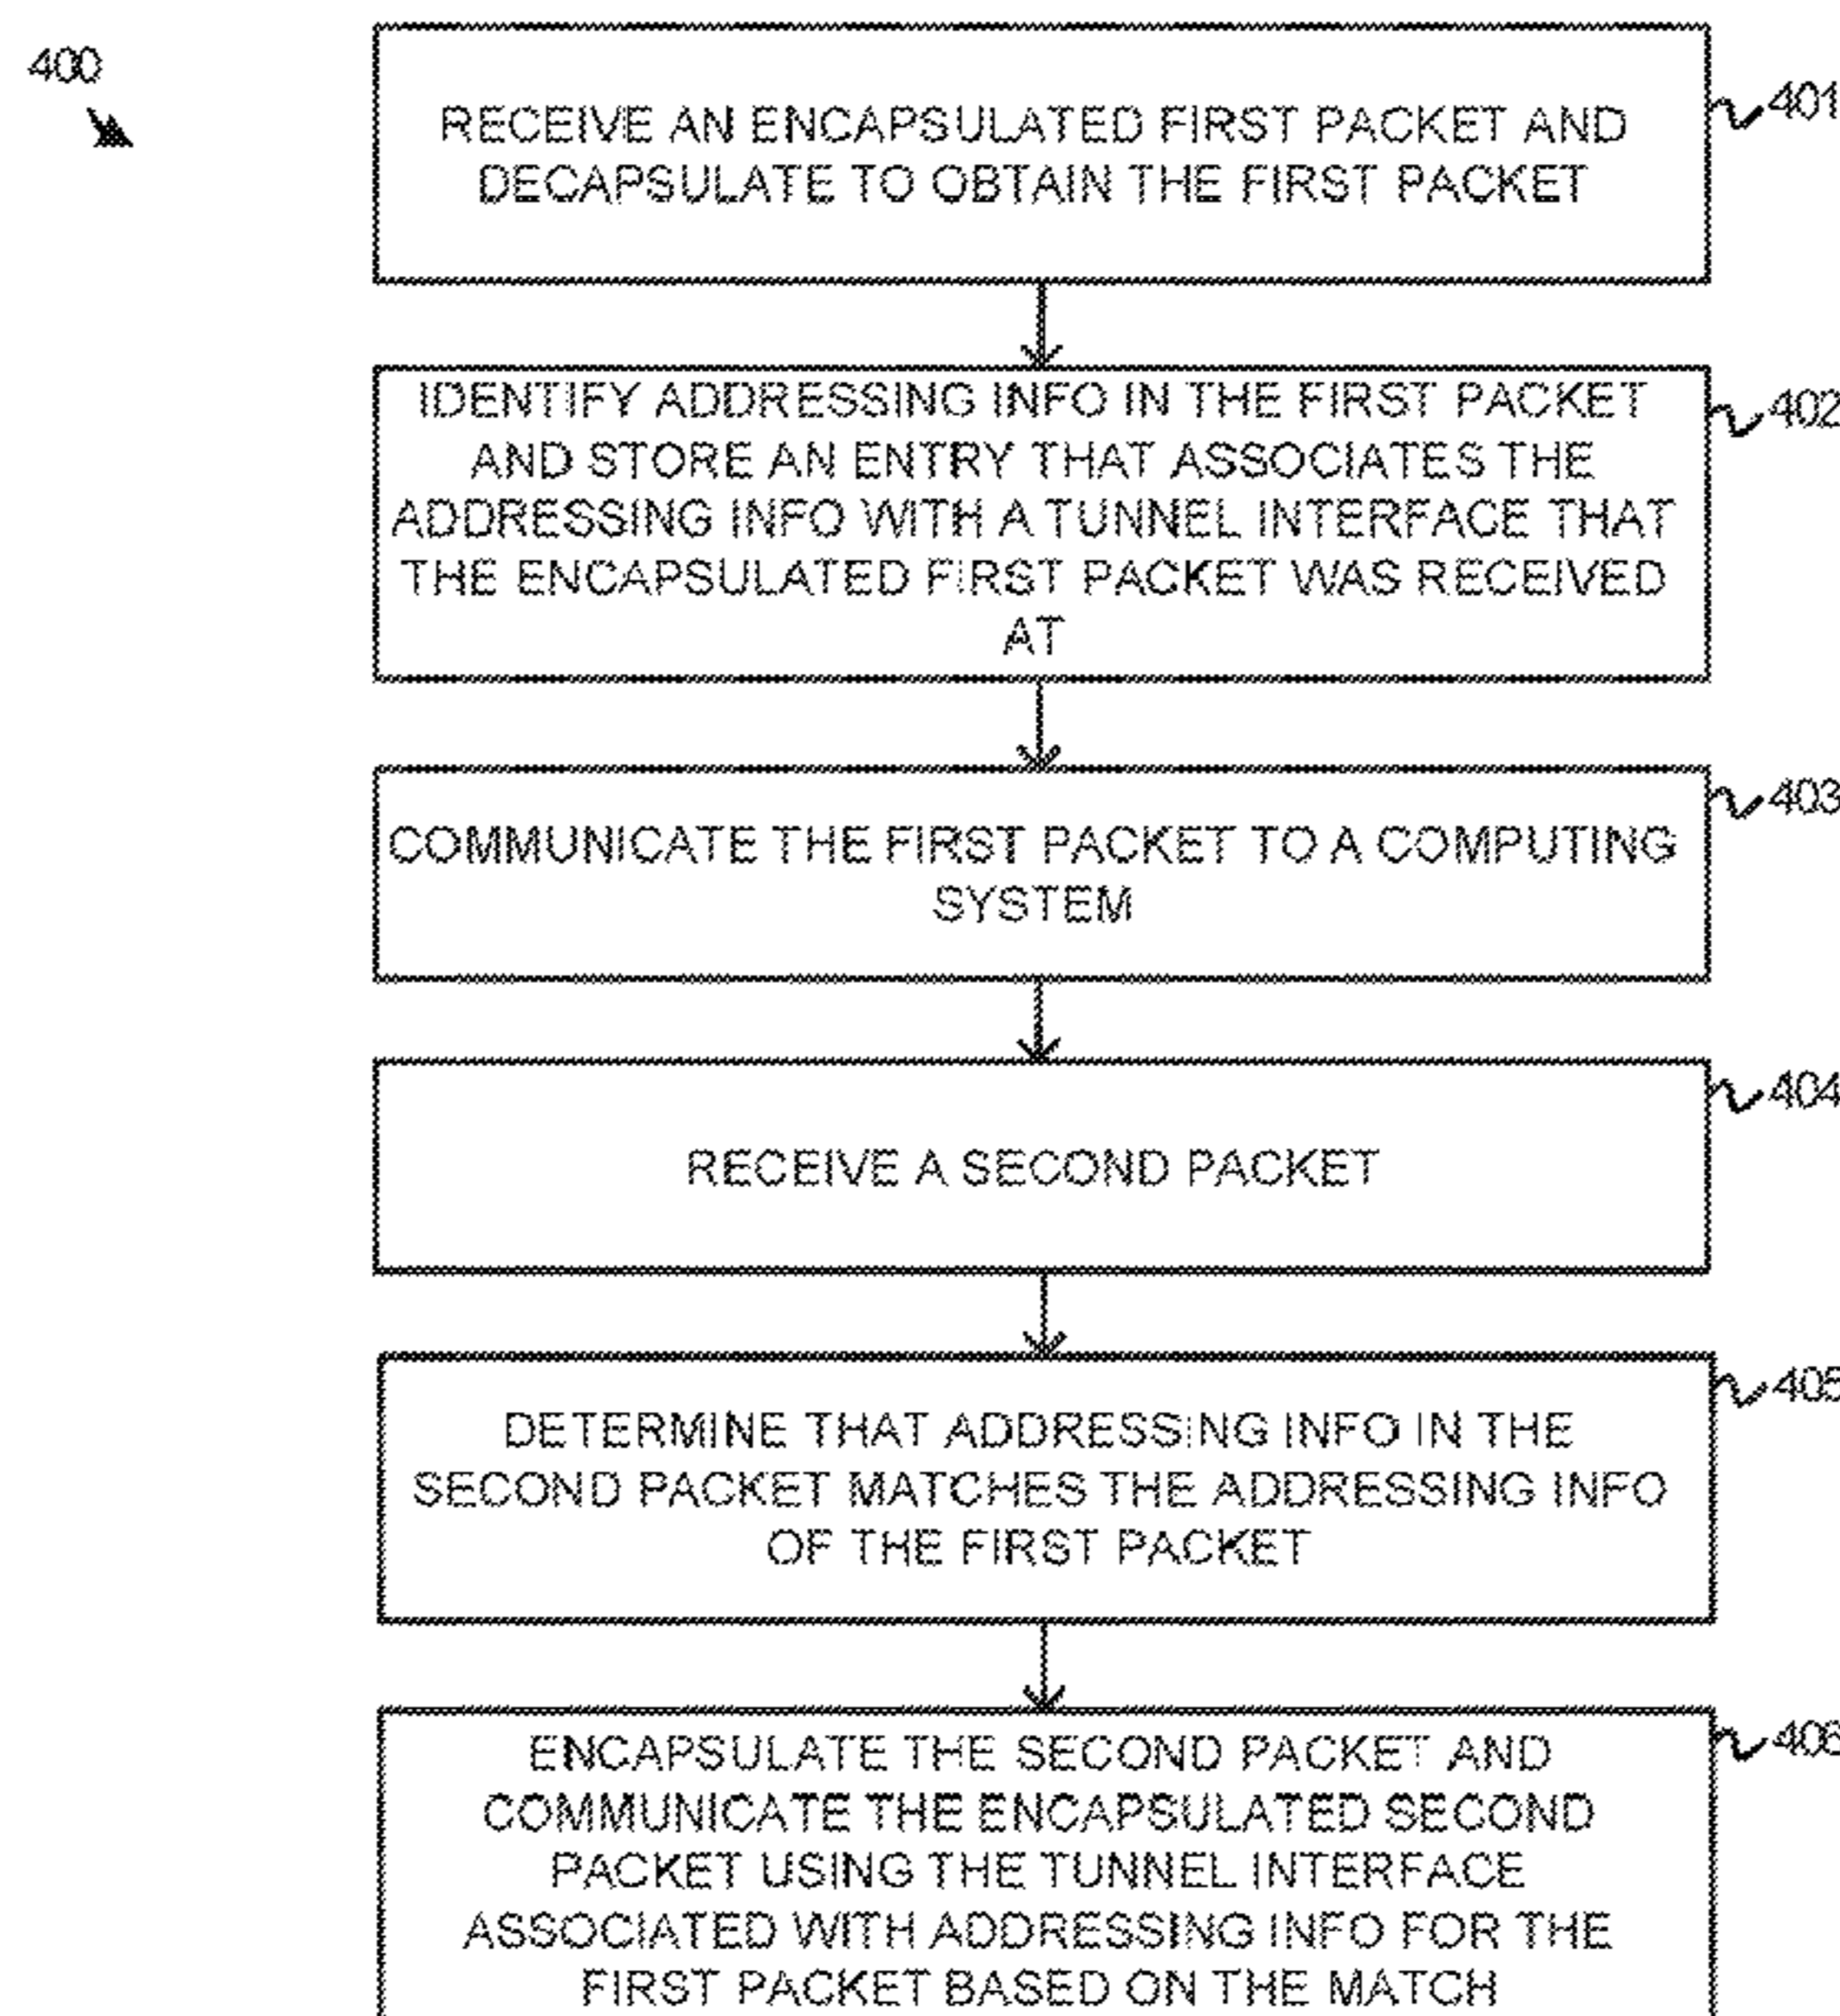 400
RECEIVE AN ENCAPSULATED FIRST PACKET AND
DECAPSULATE TO OBTAIN THE FIRST PACKET
401
IDENTIFY ADDRESSING INFO IN THE FIRST PACKET
AND STORE AN ENTRY THAT ASSOCIATES THE
ADDRESSING INFO WITH A TUNNEL INTERFACE THAT
THE ENCAPSULATED FIRST PACKET WAS RECEIVED
AT
402
COMMUNICATE THE FIRST PACKET TO A COMPUTING
SYSTEM
403
RECEIVE A SECOND PACKET
404
DETERMINE THAT ADDRESSING INFO IN THE
SECOND PACKET MATCHES THE ADDRESSING INFO
OF THE FIRST PACKET
405
ENCAPSULATE THE SECOND PACKET AND
COMMUNICATE THE ENCAPSULATED SECOND
PACKET USING THE TUNNEL INTERFACE
ASSOCIATED WITH ADDRESSING INFO FOR THE
FIRST PACKET BASED ON THE MATCH
406